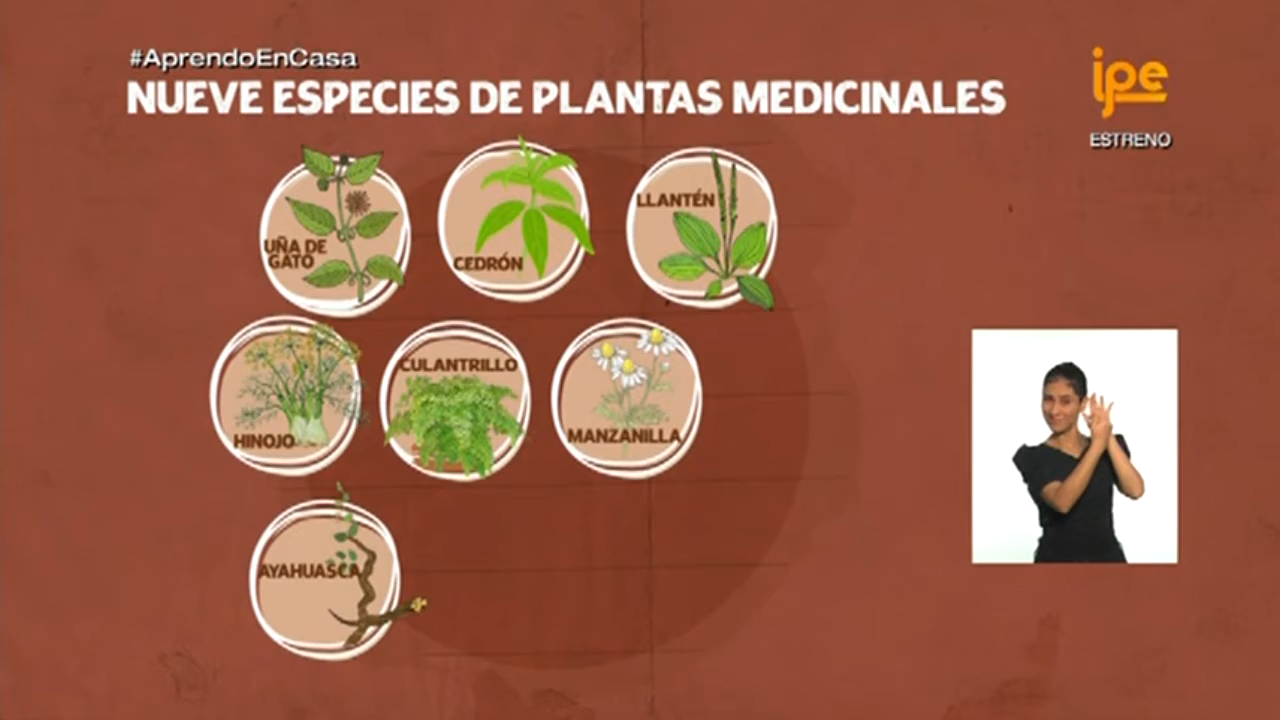 #AprendoEnCasa
NUEVE ESPECIES DE PLANTAS MEDICINALES
ipe
ESTRENO
UÑA DE
GATO
CEDRÓN
LLANTÉN
HINOJO
CULANTRILLO
MANZANILLA
AYAHUASCA